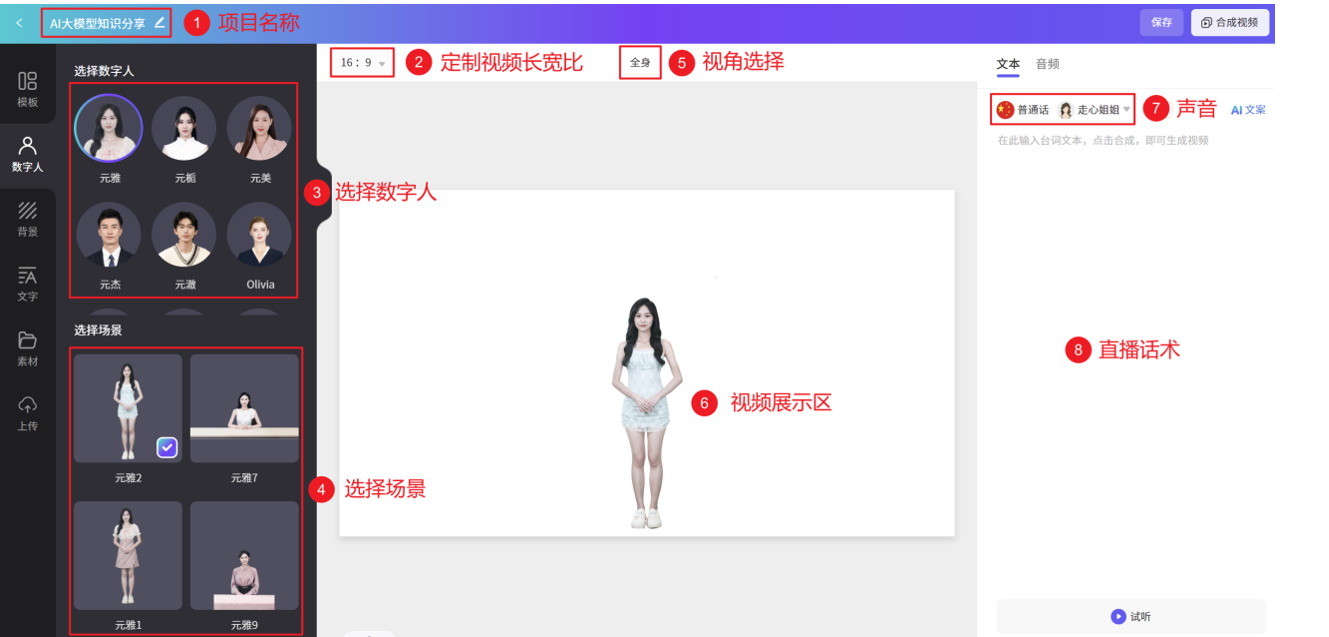 AI大模型知识分享
1 项目名称
保存
合成视频
模板
数字人
背景
文字
素材
上传
选择数字人
元雅
元栀
元美
元杰
元澈
Olivia
3 选择数字人
选择场景
元雅2
元雅7
元雅1
元雅9
4 选择场景
16:9
2 定制视频长宽比
全身
5 视角选择
6 视频展示区
文本 音频
普通话 走心姐姐
7 声音
AI 文案
在此输入台词文本,点击合成,即可生成视频
8 直播话术
试听